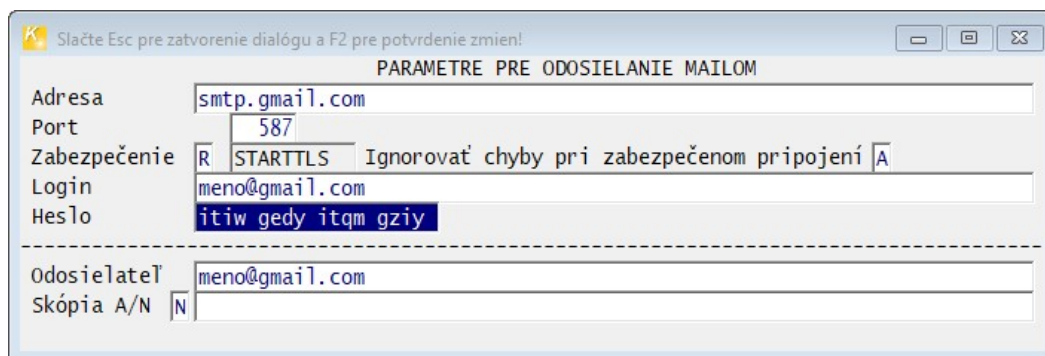 Slačte Esc pre zatvorenie dialógu a F2 pre potvrdenie zmien!
PARAMETRE PRE ODOSIELANIE MAILOM
Adresa smtp.gmail.com
Port 587
Zabezpečenie R STARTTLS Ignorovať chyby pri zabezpečenom pripojení A
Login meno@gmail.com
Heslo itiw gedy itqm gziy
Odosielateľ meno@gmail.com
Skópia A/N N